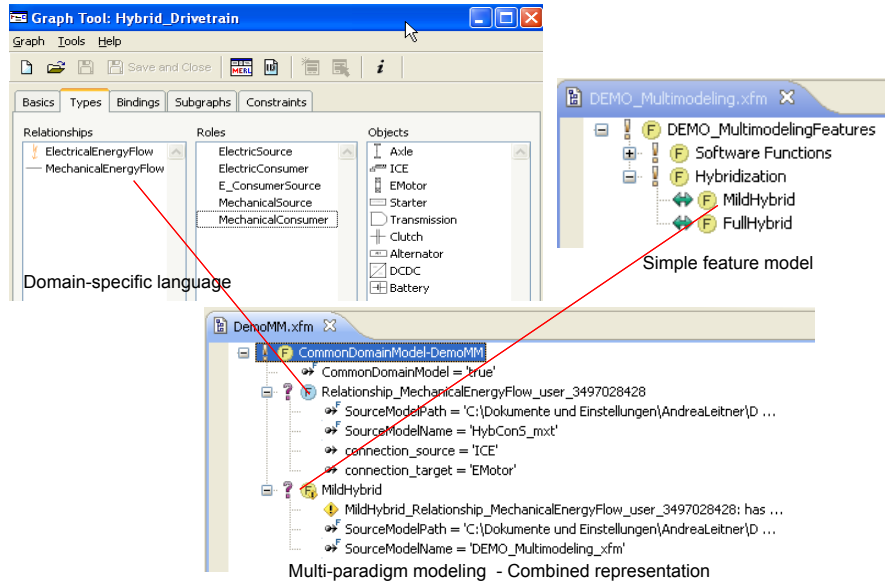 Graph Tool: Hybrid_Drivetrain
Graph Tools Help
Save and Close MERL ID i
Basics Types Bindings Subgraphs Constraints
Relationships
ElectricalEnergyFlow
MechanicalEnergyFlow
Roles
ElectricSource
ElectricConsumer
E_ConsumerSource
MechanicalSource
MechanicalConsumer
Objects
Axle
ICE
EMotor
Starter
Transmission
Clutch
Alternator
DCDC
Battery
Domain-specific language
DEMO_Multimodeling.xfm
F DEMO_MultimodelingFeatures
F Software Functions
F Hybridization
F MildHybrid
F FullHybrid
Simple feature model
DemoMM.xfm
F CommonDomainModel-DemoMM
F CommonDomainModel = 'true'
? F Relationship_MechanicalEnergyFlow_user_3497028428
F SourceModelPath = 'C:\Dokumente und Einstellungen\AndreaLeitner\D ...
F SourceModelName = 'HybConS_mxt'
connection_source = 'ICE'
connection_target = 'EMotor'
? F MildHybrid
MildHybrid_Relationship_MechanicalEnergyFlow_user_3497028428: has ...
F SourceModelPath = 'C:\Dokumente und Einstellungen\AndreaLeitner\D ...
F SourceModelName = 'DEMO_Multimodeling_xfm'
Multi-paradigm modeling - Combined representation